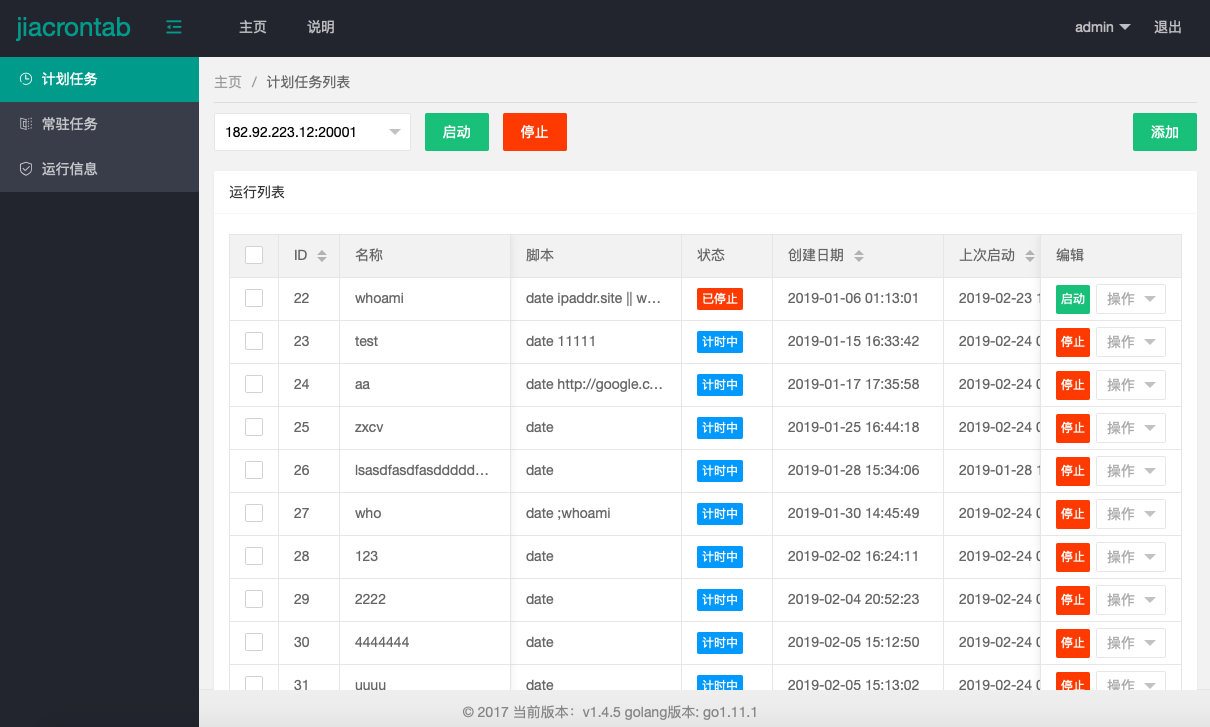 jiacrontab 主页 说明 admin 退出
计划任务
常驻任务
运行信息
主页 / 计划任务列表
182.92.223.12:20001 启动 停止 添加
运行列表
ID 名称 脚本 状态 创建日期 上次启动 编辑
22 whoami date ipaddr.site || w... 已停止 2019-01-06 01:13:01 2019-02-23 1 启动 操作
23 test date 11111 计时中 2019-01-15 16:33:42 2019-02-24 0 停止 操作
24 aa date http://google.c... 计时中 2019-01-17 17:35:58 2019-02-24 0 停止 操作
25 zxcv date 计时中 2019-01-25 16:44:18 2019-02-24 0 停止 操作
26 lsasdfasdfasddddd... date 计时中 2019-01-28 15:34:06 2019-01-28 1 停止 操作
27 who date ;whoami 计时中 2019-01-30 14:45:49 2019-02-24 0 停止 操作
28 123 date 计时中 2019-02-02 16:24:11 2019-02-24 0 停止 操作
29 2222 date 计时中 2019-02-04 20:52:23 2019-02-24 0 停止 操作
30 4444444 date 计时中 2019-02-05 15:12:50 2019-02-24 0 停止 操作
31 uuuu date 计时中 2019-02-05 15:13:02 2019-02-24 0 停止 操作
© 2017 当前版本：v1.4.5 golang版本: go1.11.1